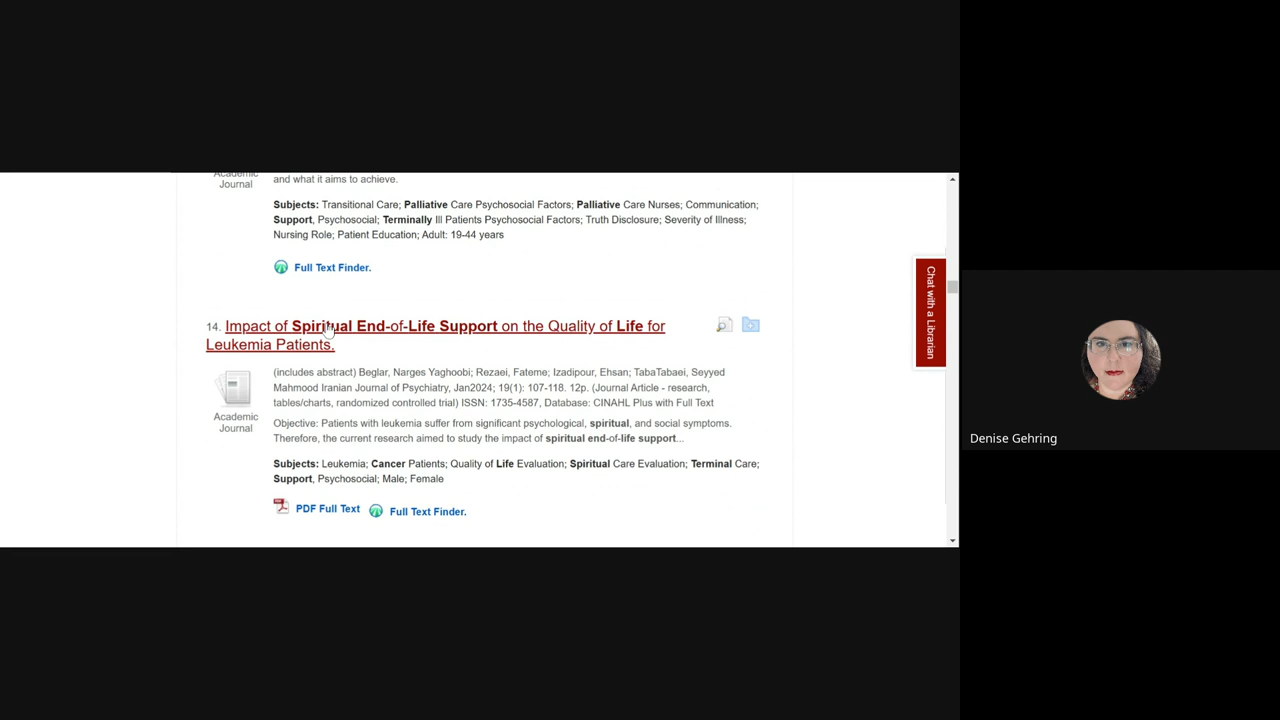 Academic
Journal
and what it aims to achieve.
Subjects: Transitional Care; Palliative Care Psychosocial Factors; Palliative Care Nurses; Communication;
Support, Psychosocial; Terminally Ill Patients Psychosocial Factors; Truth Disclosure; Severity of Illness;
Nursing Role; Patient Education; Adult: 19-44 years
Full Text Finder.
14. Impact of Spiritual End-of-Life Support on the Quality of Life for
Leukemia Patients.
(includes abstract) Beglar, Narges Yaghoobi; Rezaei, Fateme; Izadipour, Ehsan; TabaTabaei, Seyyed
Mahmood Iranian Journal of Psychiatry, Jan2024; 19(1): 107-118. 12p. (Journal Article - research,
tables/charts, randomized controlled trial) ISSN: 1735-4587, Database: CINAHL Plus with Full Text
Academic
Journal
Objective: Patients with leukemia suffer from significant psychological, spiritual, and social symptoms.
Therefore, the current research aimed to study the impact of spiritual end-of-life support...
Subjects: Leukemia; Cancer Patients; Quality of Life Evaluation; Spiritual Care Evaluation; Terminal Care;
Support, Psychosocial; Male; Female
PDF Full Text Full Text Finder.
Chat with a Librarian
Denise Gehring